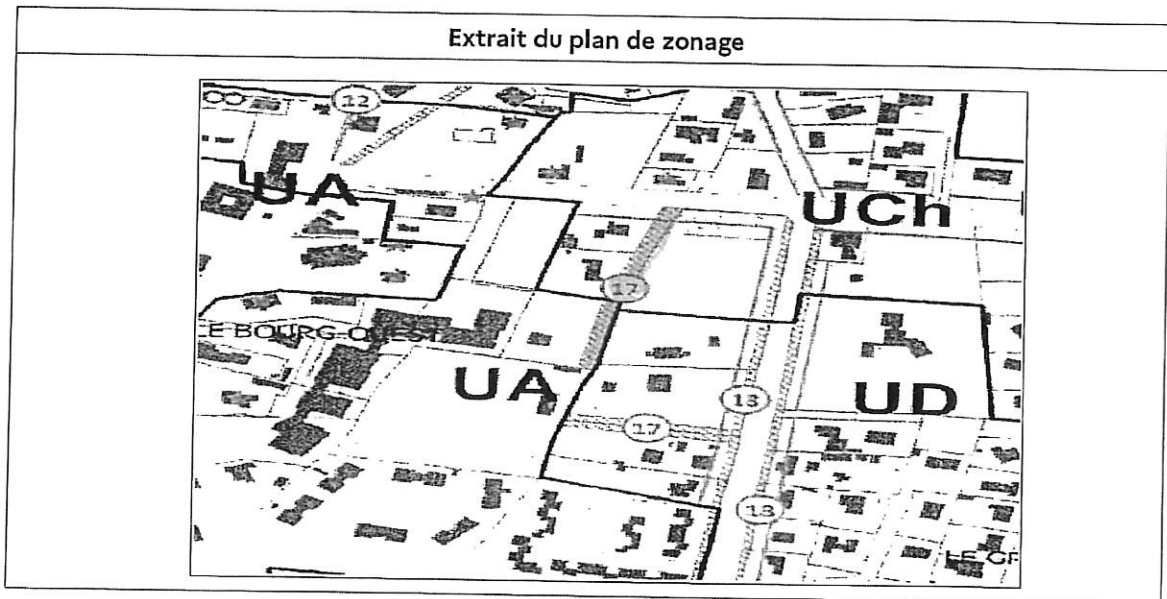 Extrait du plan de zonage
12
UA
UCh
17
LE BOURG-OUEST
UA
UD
18
17
18